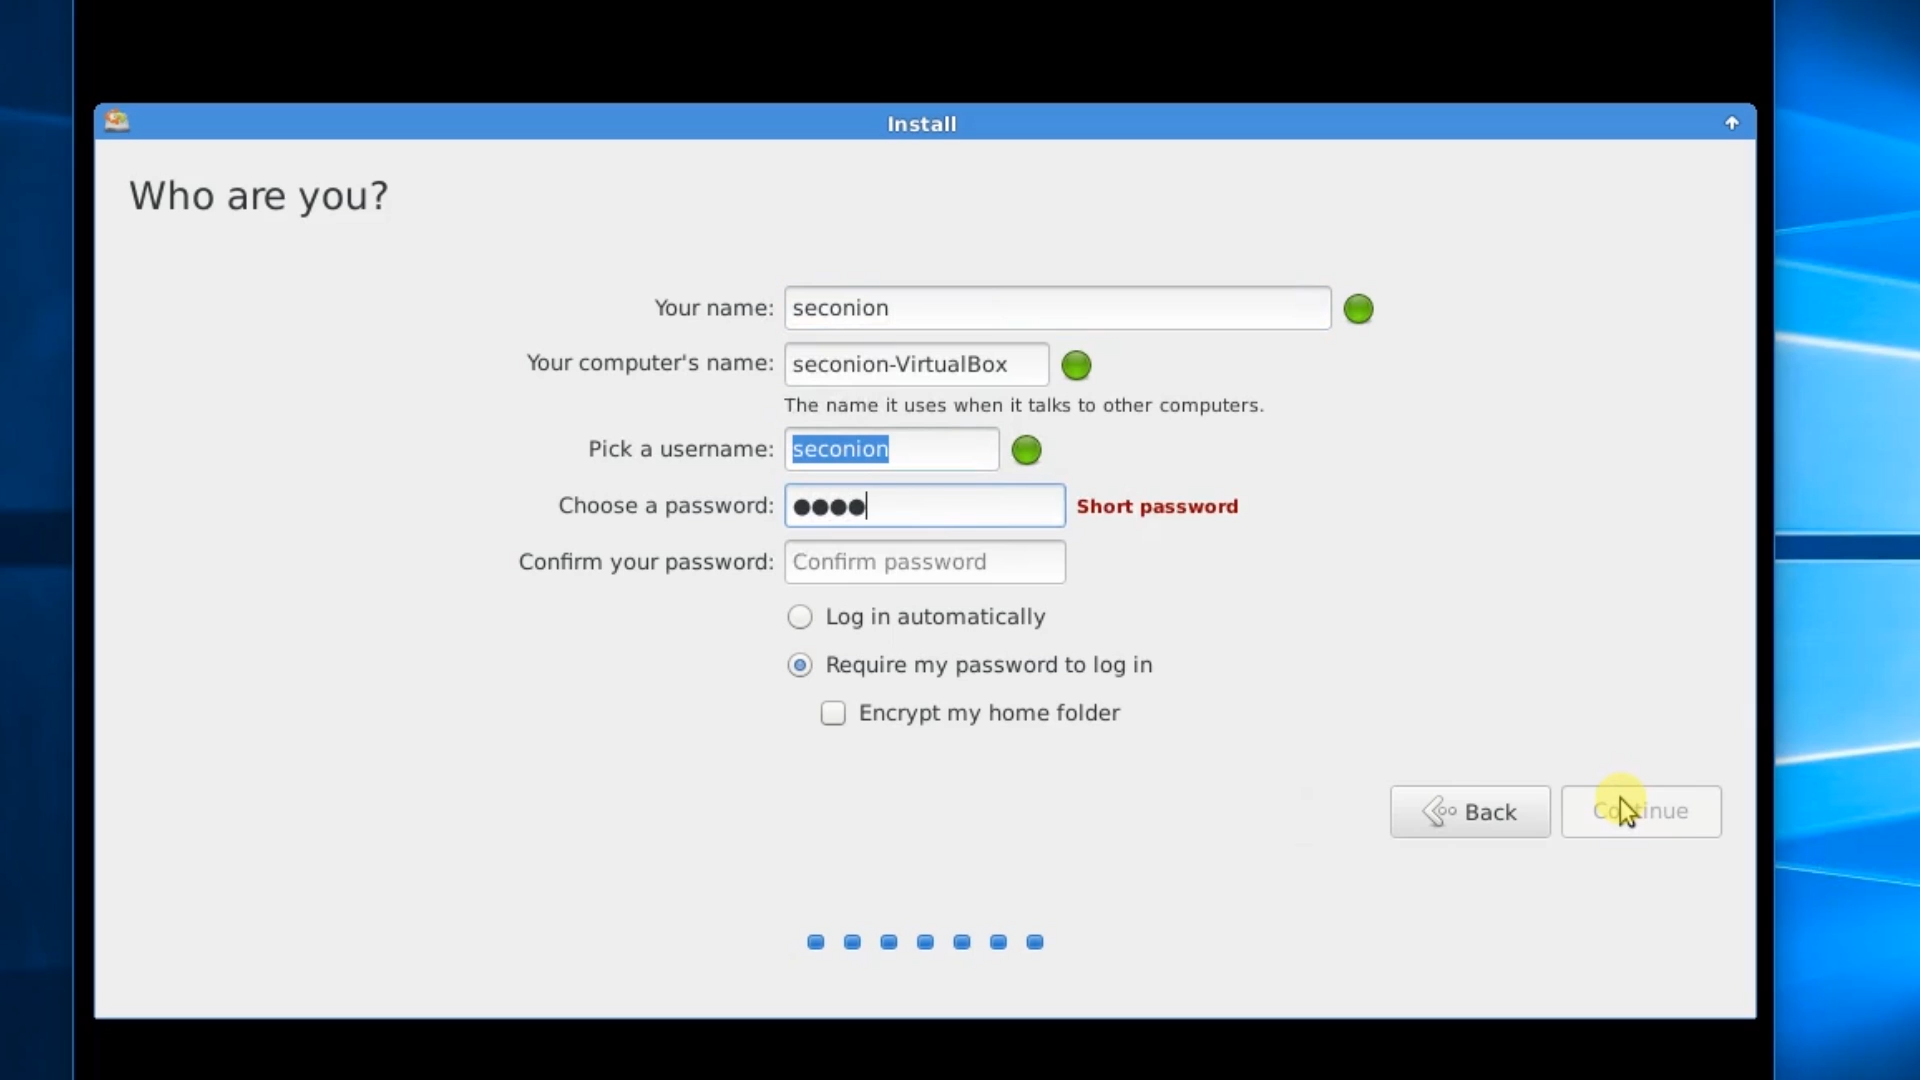 Install
Who are you?
Your name: seconion
Your computer's name: seconion-VirtualBox
The name it uses when it talks to other computers.
Pick a username: seconion
Choose a password: ●●●● Short password
Confirm your password: Confirm password
Log in automatically
Require my password to log in
Encrypt my home folder
Back Continue